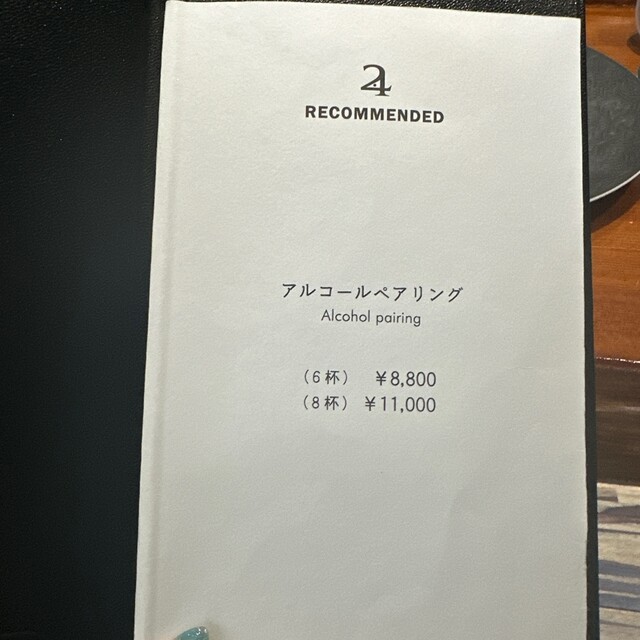 24
RECOMMENDED
アルコールペアリング
Alcohol pairing
（6杯） ￥8,800
（8杯） ￥11,000